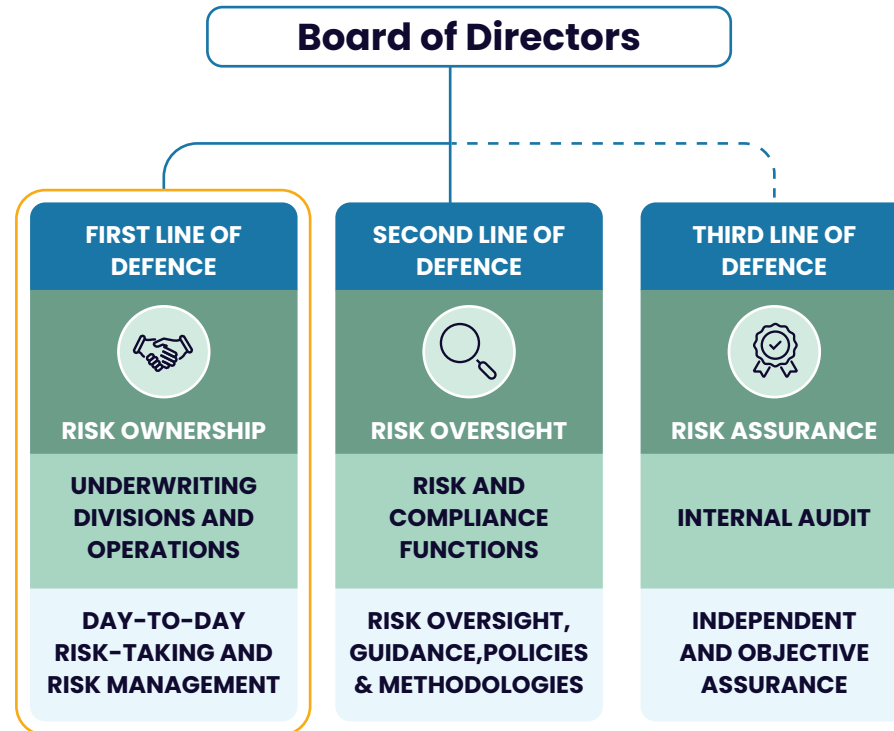 Board of Directors
FIRST LINE OF
DEFENCE
RISK OWNERSHIP
UNDERWRITING
DIVISIONS AND
OPERATIONS
DAY-TO-DAY
RISK-TAKING AND
RISK MANAGEMENT
SECOND LINE OF
DEFENCE
RISK OVERSIGHT
RISK AND
COMPLIANCE
FUNCTIONS
RISK OVERSIGHT,
GUIDANCE,POLICIES
& METHODOLOGIES
THIRD LINE OF
DEFENCE
RISK ASSURANCE
INTERNAL AUDIT
INDEPENDENT
AND OBJECTIVE
ASSURANCE